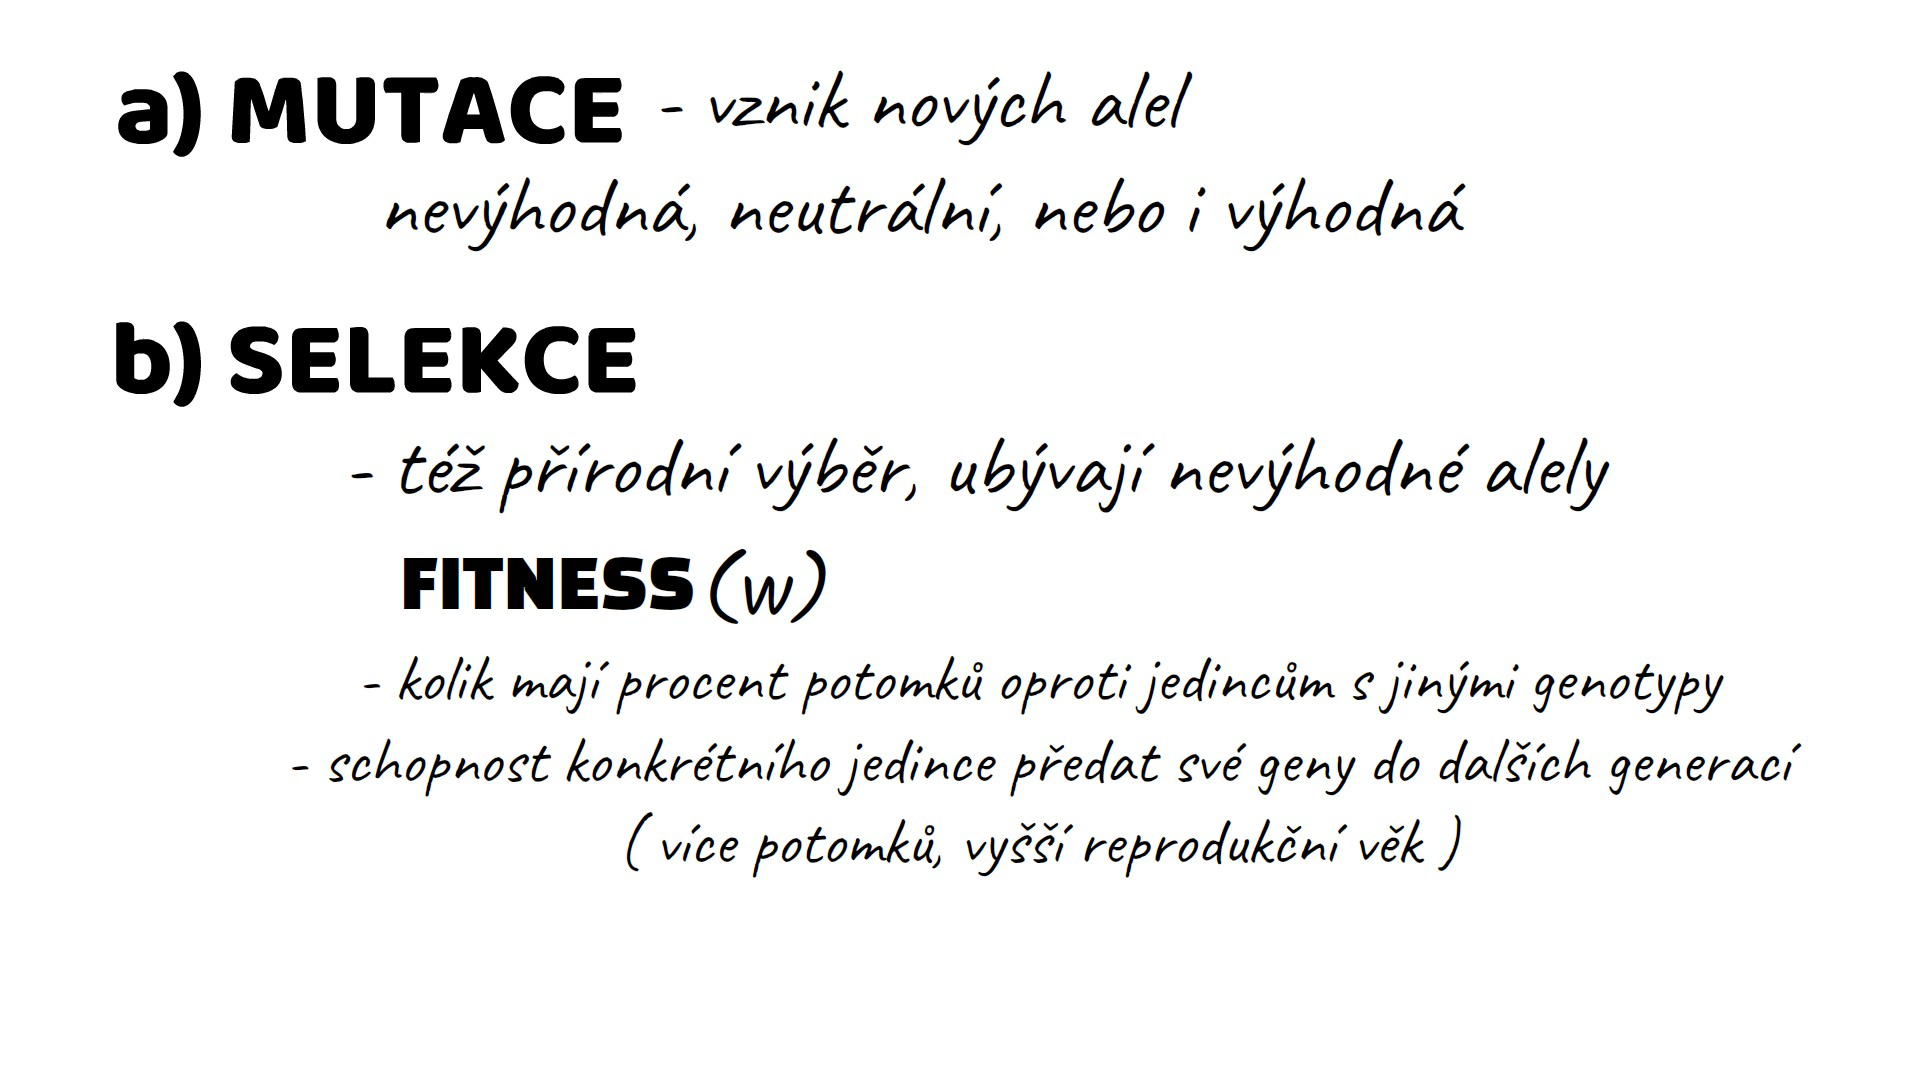 a) MUTACE - vznik nových alel
nevýhodná, neutrální, nebo i výhodná
b) SELEKCE
- též přírodní výběr, ubývají nevýhodné alely
FITNESS (w)
- kolik mají procent potomků oproti jedincům s jinými genotypy
- schopnost konkrétního jedince předat své geny do dalších generací
( více potomků, vyšší reprodukční věk )